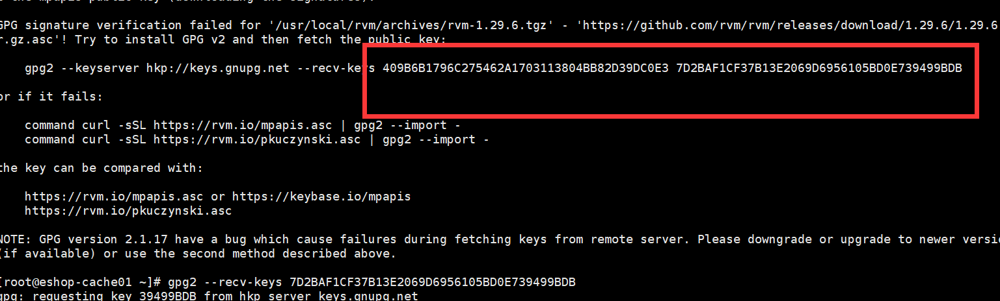 the mpapis public key (downloading the signatures).
GPG signature verification failed for '/usr/local/rvm/archives/rvm-1.29.6.tgz' - 'https://github.com/rvm/rvm/releases/download/1.29.6/1.29.6
r.gz.asc'! Try to install GPG v2 and then fetch the public key:
gpg2 --keyserver hkp://keys.gnupg.net --recv-keys 409B6B1796C275462A1703113804BB82D39DC0E3 7D2BAF1CF37B13E2069D6956105BD0E739499BDB
or if it fails:
command curl -sSL https://rvm.io/mpapis.asc | gpg2 --import -
command curl -sSL https://rvm.io/pkuczynski.asc | gpg2 --import -
the key can be compared with:
https://rvm.io/mpapis.asc or https://keybase.io/mpapis
https://rvm.io/pkuczynski.asc
NOTE: GPG version 2.1.17 have a bug which cause failures during fetching keys from remote server. Please downgrade or upgrade to newer versi
(if available) or use the second method described above.
[root@eshop-cache01 ~]# gpg2 --recv-keys 7D2BAF1CF37B13E2069D6956105BD0E739499BDB
gpg: requesting key 39499BDB from hkp server keys.gnupg.net